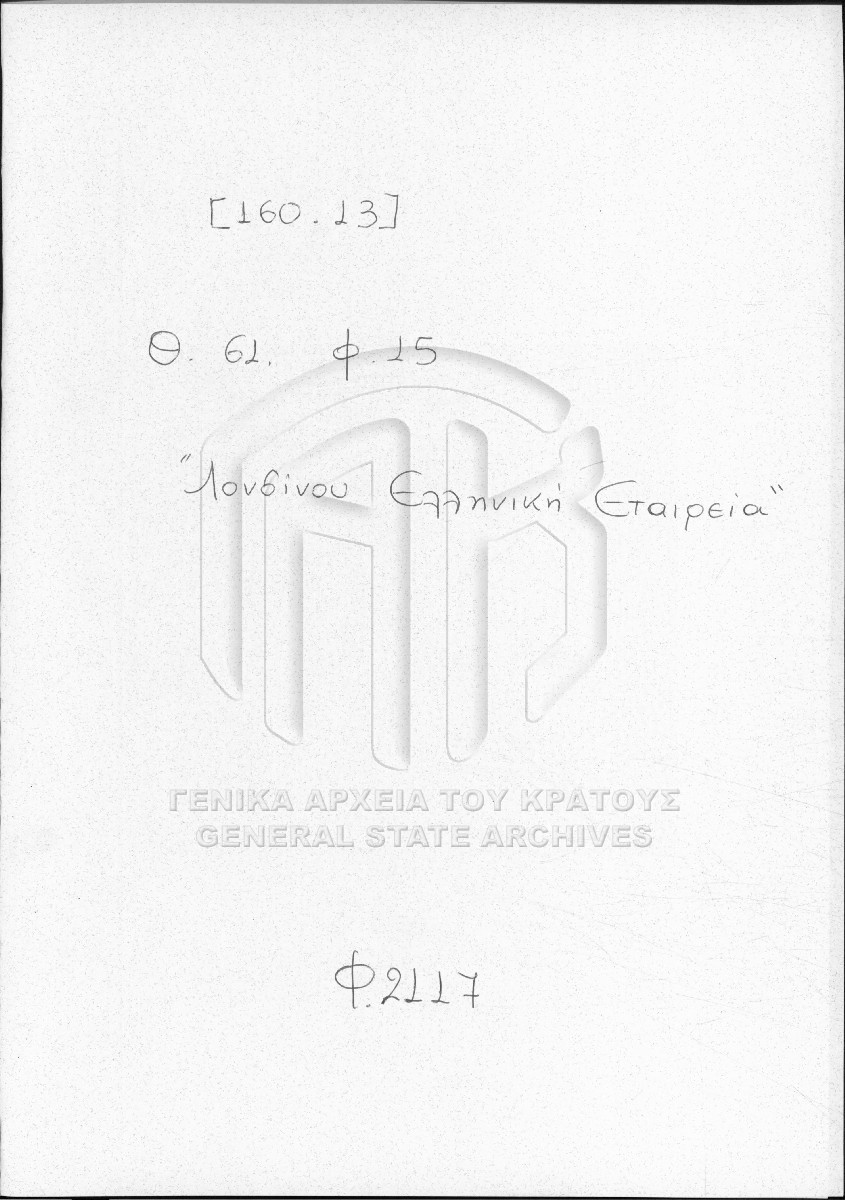 [160.13]
Θ. 61. φ.15
"Λονδίνου Ελληνική Εταιρεία"
ΓΕΝΙΚΑ ΑΡΧΕΙΑ ΤΟΥ ΚΡΑΤΟΥΣ
GENERAL STATE ARCHIVES
Φ.2117